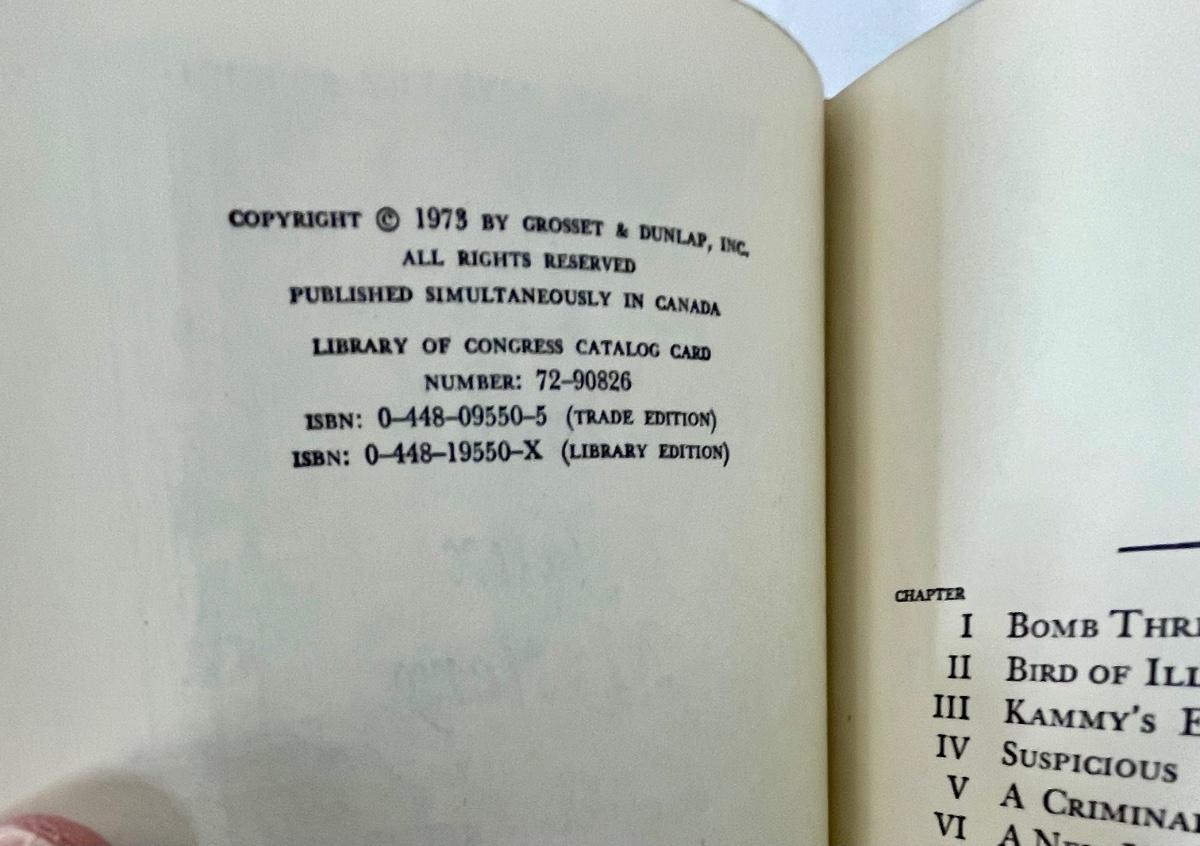 COPYRIGHT © 1973 BY GROSSET & DUNLAP, INC.
ALL RIGHTS RESERVED
PUBLISHED SIMULTANEOUSLY IN CANADA
LIBRARY OF CONGRESS CATALOG CARD
NUMBER: 72–90826
ISBN: 0–448–09550–5 (TRADE EDITION)
ISBN: 0–448–19550–X (LIBRARY EDITION)
CHAPTER
I BOMB
II BIRD OF
III KAMMY'S
IV SUSPICIOUS
V A
VI A